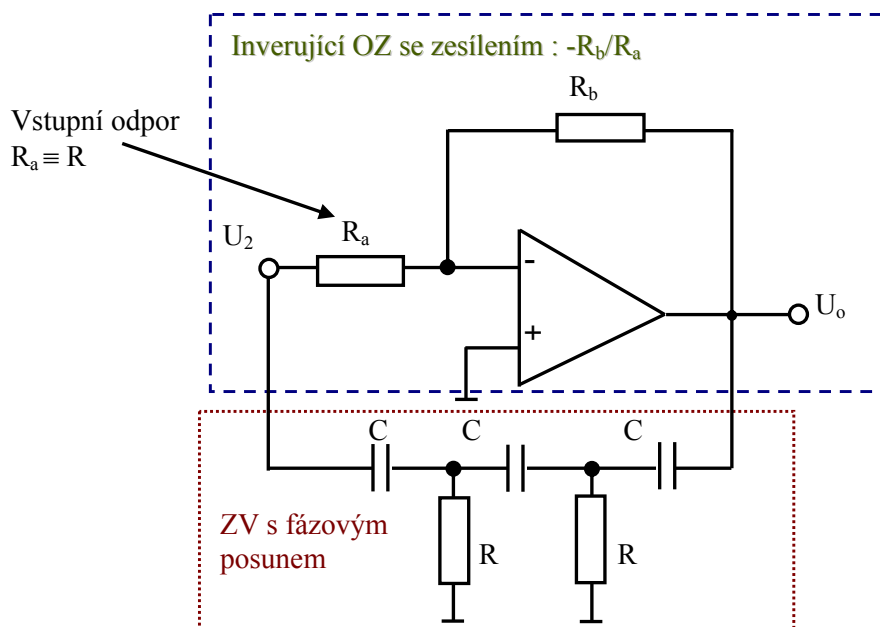 Inverující OZ se zesílením : -R_b/R_a
R_b
Vstupní odpor
R_a ≡ R
U_2
R_a
-
+
U_o
C
C
C
ZV s fázovým
posunem
R
R